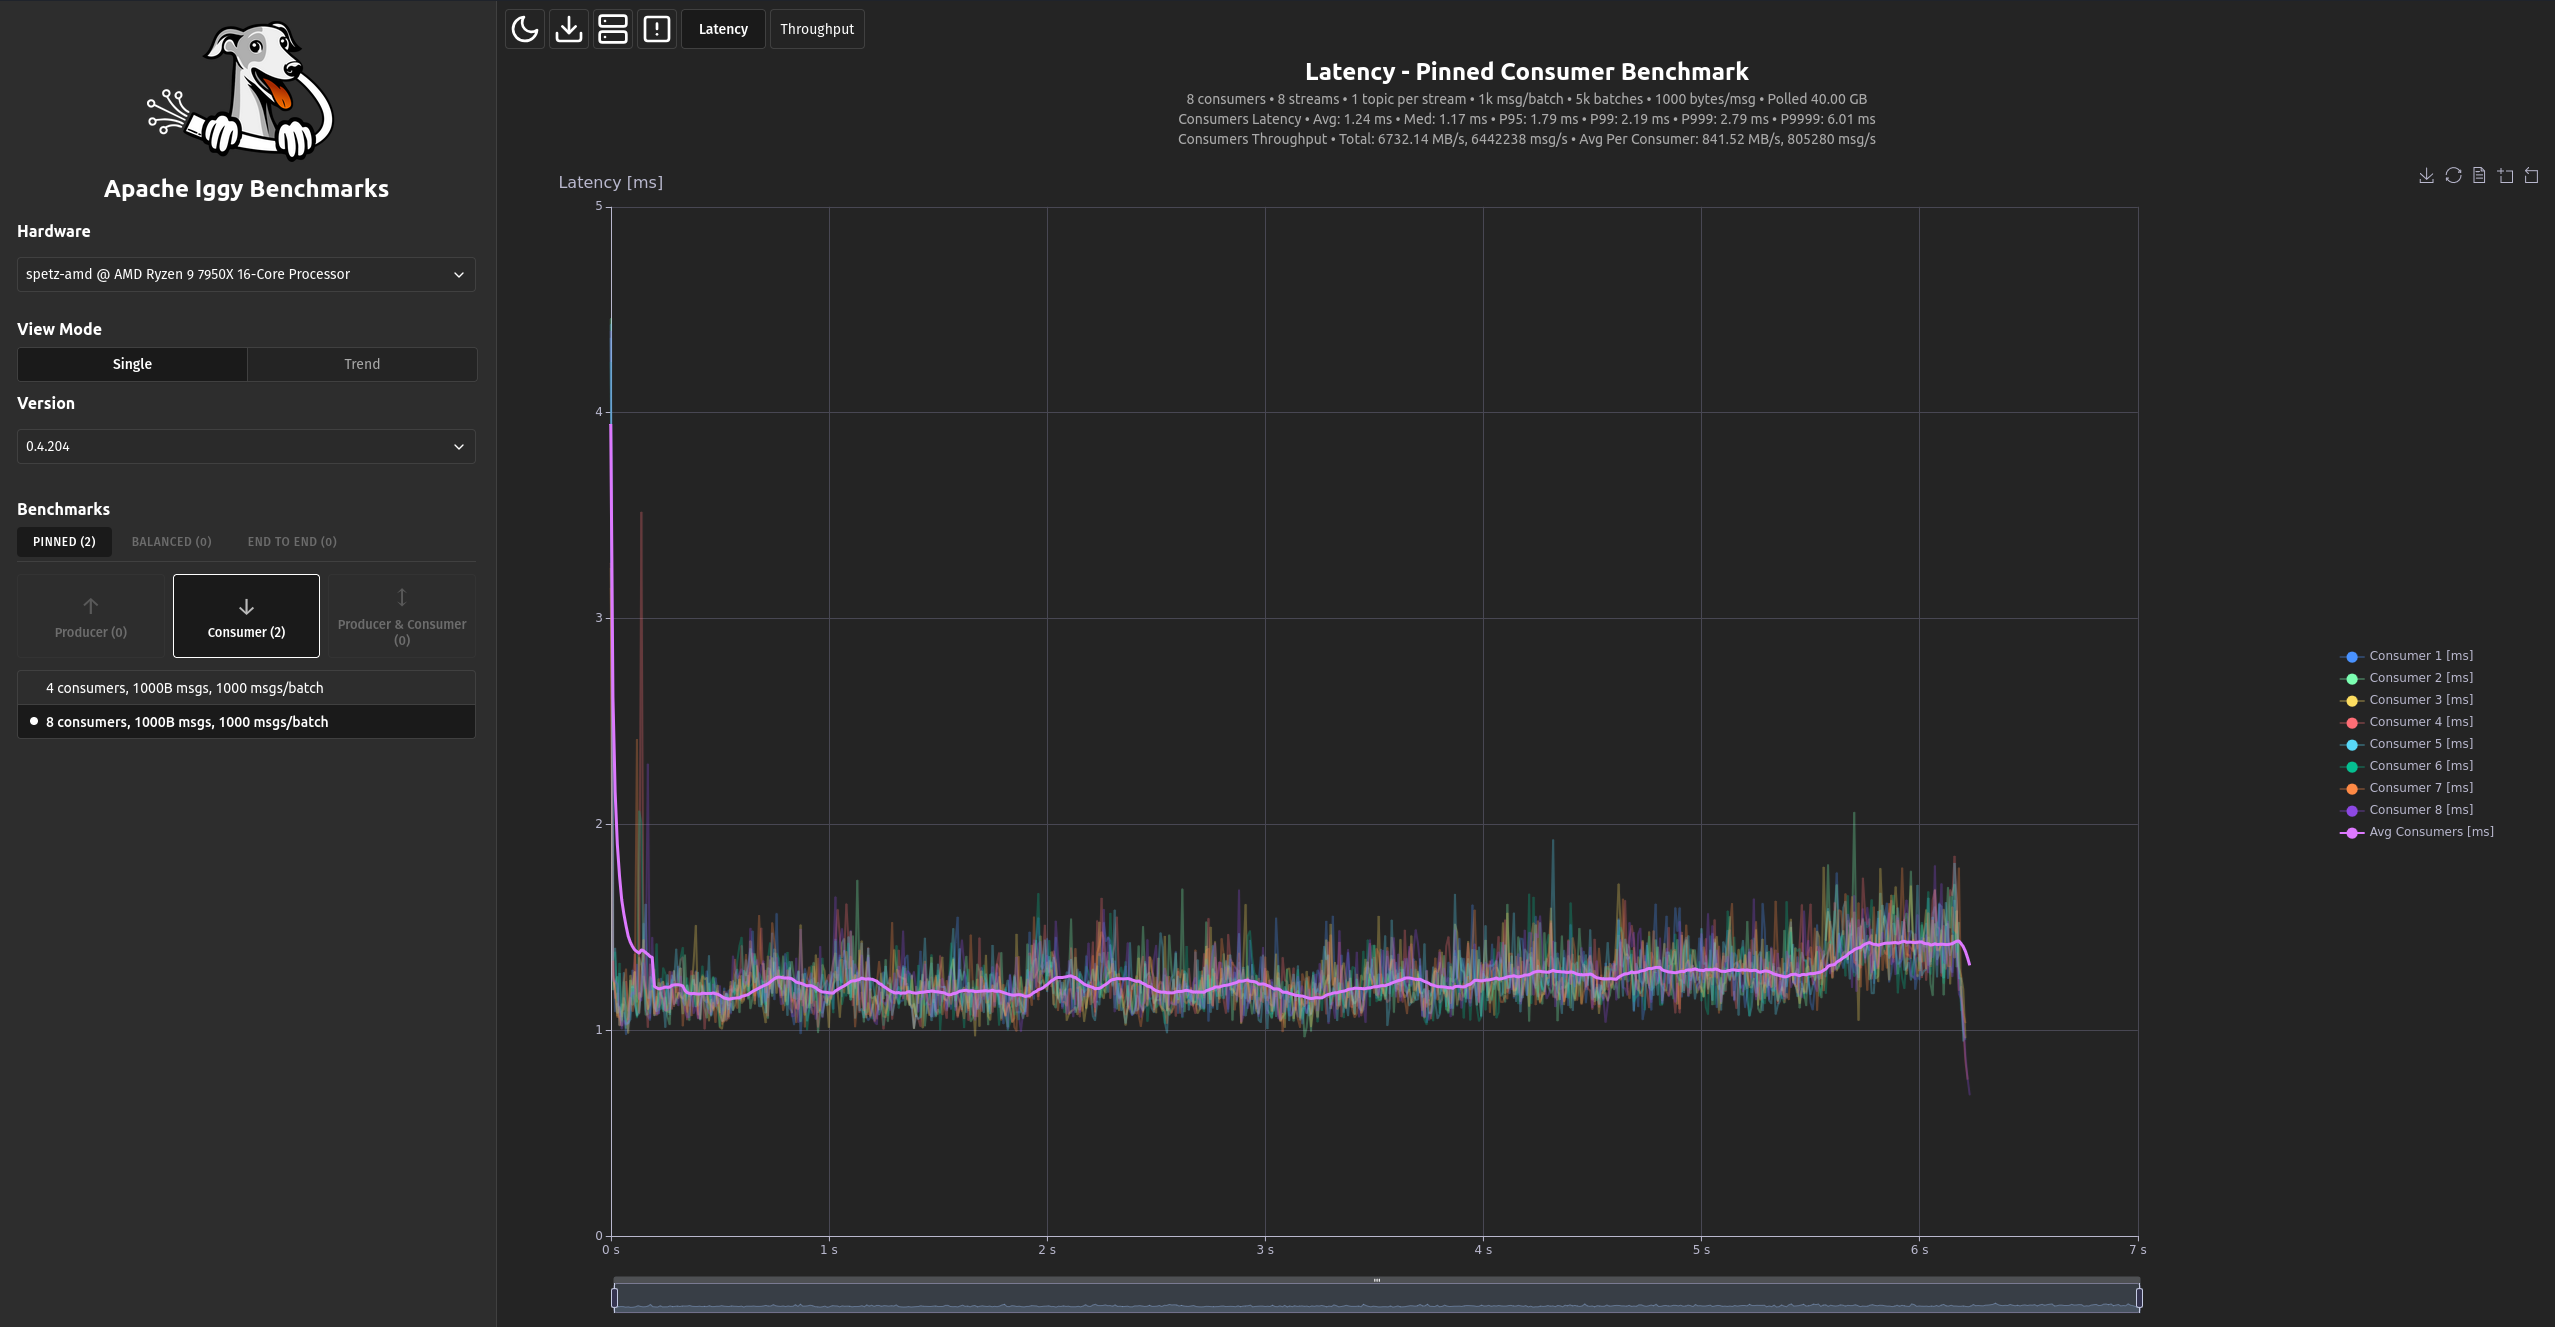 Apache Iggy Benchmarks
Hardware
spetz-amd @ AMD Ryzen 9 7950X 16-Core Processor
View Mode
Single
Trend
Version
0.4.204
Benchmarks
PINNED (2)
BALANCED (0)
END TO END (0)
Producer (0)
Consumer (2)
Producer & Consumer
(0)
4 consumers, 1000B msgs, 1000 msgs/batch
8 consumers, 1000B msgs, 1000 msgs/batch
Latency
Throughput
Latency - Pinned Consumer Benchmark
8 consumers • 8 streams • 1 topic per stream • 1k msg/batch • 5k batches • 1000 bytes/msg • Polled 40.00 GB
Consumers Latency • Avg: 1.24 ms • Med: 1.17 ms • P95: 1.79 ms • P99: 2.19 ms • P999: 2.79 ms • P9999: 6.01 ms
Consumers Throughput • Total: 6732.14 MB/s, 6442238 msg/s • Avg Per Consumer: 841.52 MB/s, 805280 msg/s
Latency [ms]
5
4
3
2
1
0
0 s
1 s
2 s
3 s
4 s
5 s
6 s
7 s
Consumer 1 [ms]
Consumer 2 [ms]
Consumer 3 [ms]
Consumer 4 [ms]
Consumer 5 [ms]
Consumer 6 [ms]
Consumer 7 [ms]
Consumer 8 [ms]
Avg Consumers [ms]